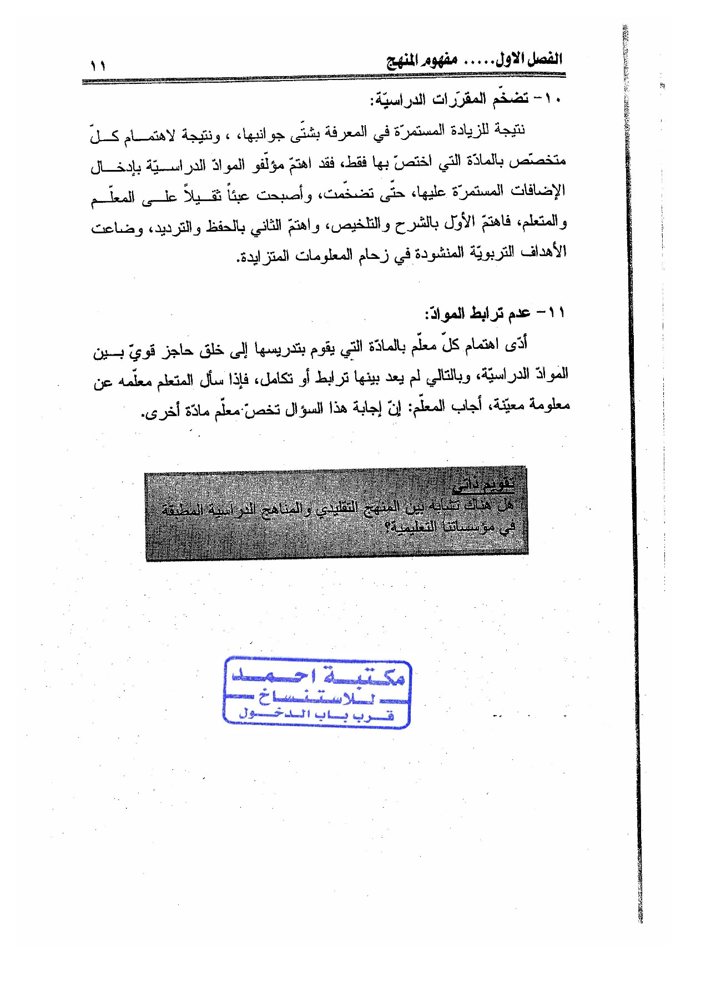 الفصل الاول..... مفهوم المنهج ١١
١٠- تضخّم المقرّرات الدراسيّة:
نتيجة للزيادة المستمرّة في المعرفة بشتّى جوانبها، ، ونتيجة لاهتمام كلّ
متخصّص بالمادّة التي اختصّ بها فقط، فقد اهتمّ مؤلّفو الموادّ الدراسيّة بإدخال
الإضافات المستمرّة عليها، حتّى تضخّمت، وأصبحت عبئاً ثقيلاً على المعلّم
والمتعلم، فاهتمّ الأوّل بالشرح والتلخيص، واهتمّ الثاني بالحفظ والترديد، وضاعت
الأهداف التربويّة المنشودة في زحام المعلومات المتزايدة.
١١- عدم ترابط الموادّ:
أدّى اهتمام كلّ معلّم بالمادّة التي يقوم بتدريسها إلى خلق حاجز قويّ بين
الموادّ الدراسيّة، وبالتالي لم يعد بينها ترابط أو تكامل، فإذا سأل المتعلم معلّمه عن
معلومة معيّنة، أجاب المعلّم: إنّ إجابة هذا السؤال تخصّ معلّم مادّة أخرى.
تقويم ذاتي
هل هناك تشابه بين المنهج التقليدي والمناهج الدراسية المطبقة
في مؤسساتنا التعليمية؟
مكتبة احمد
للاستنساخ
قرب باب الدخول